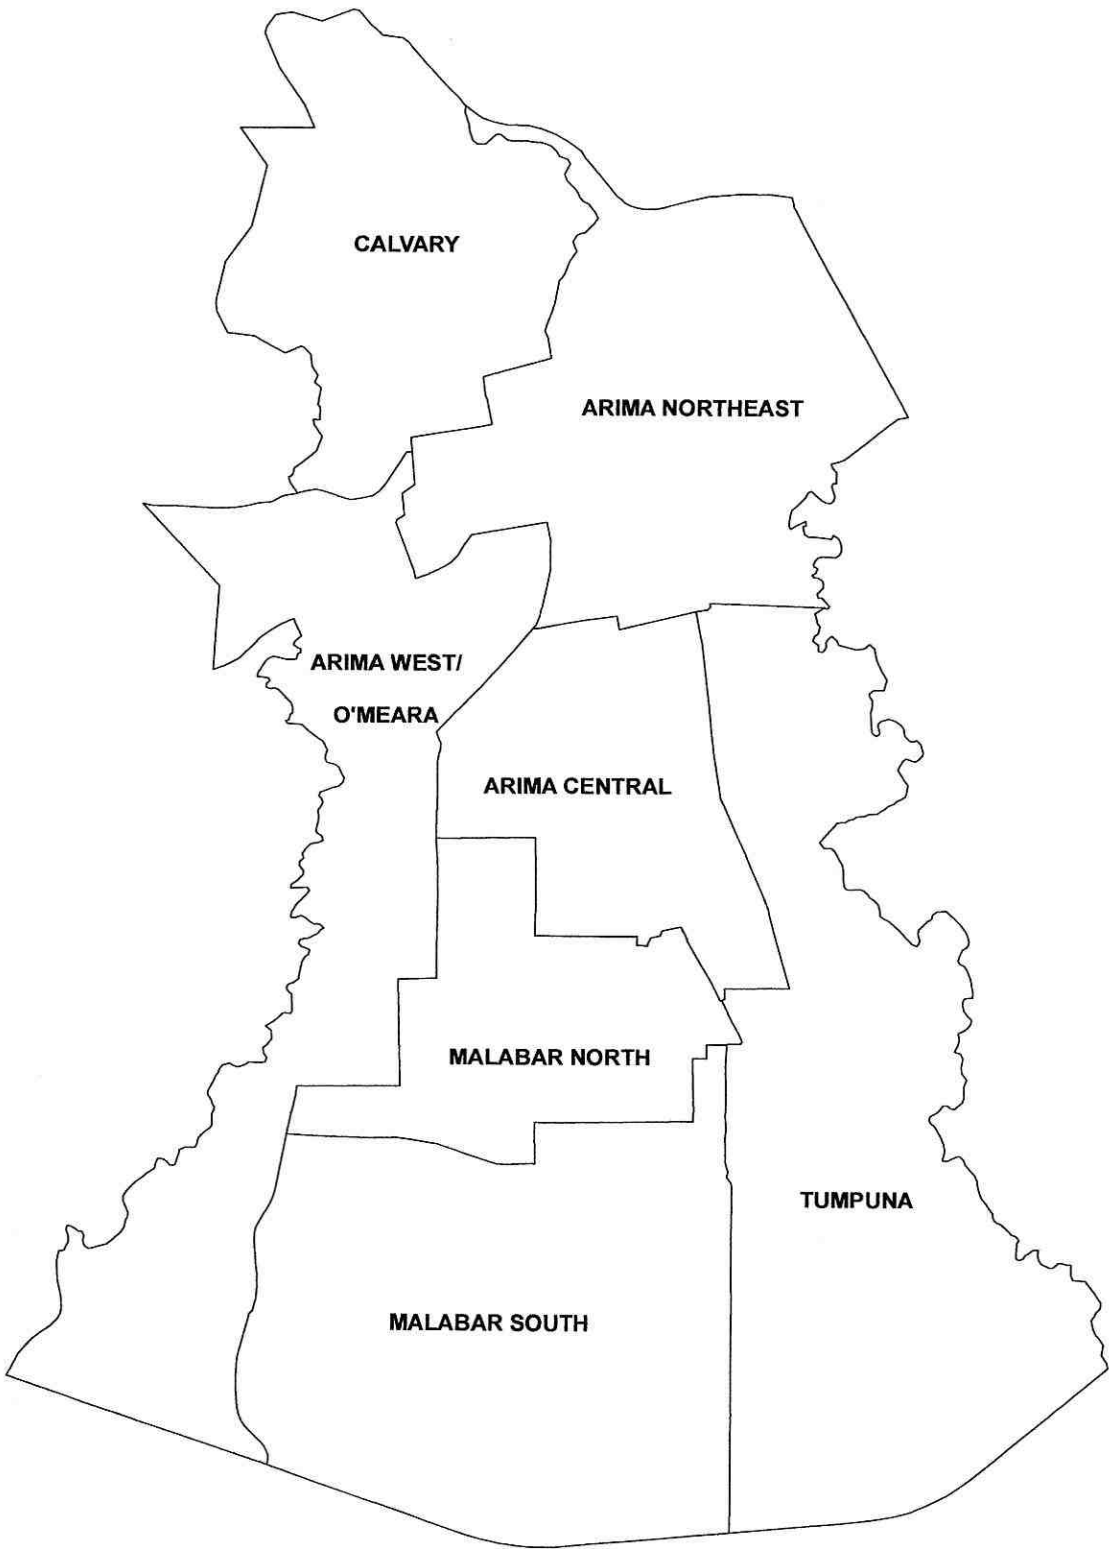 CALVARY
ARIMA NORTHEAST
ARIMA WEST/
O'MEARA
ARIMA CENTRAL
MALABAR NORTH
TUMPUNA
MALABAR SOUTH